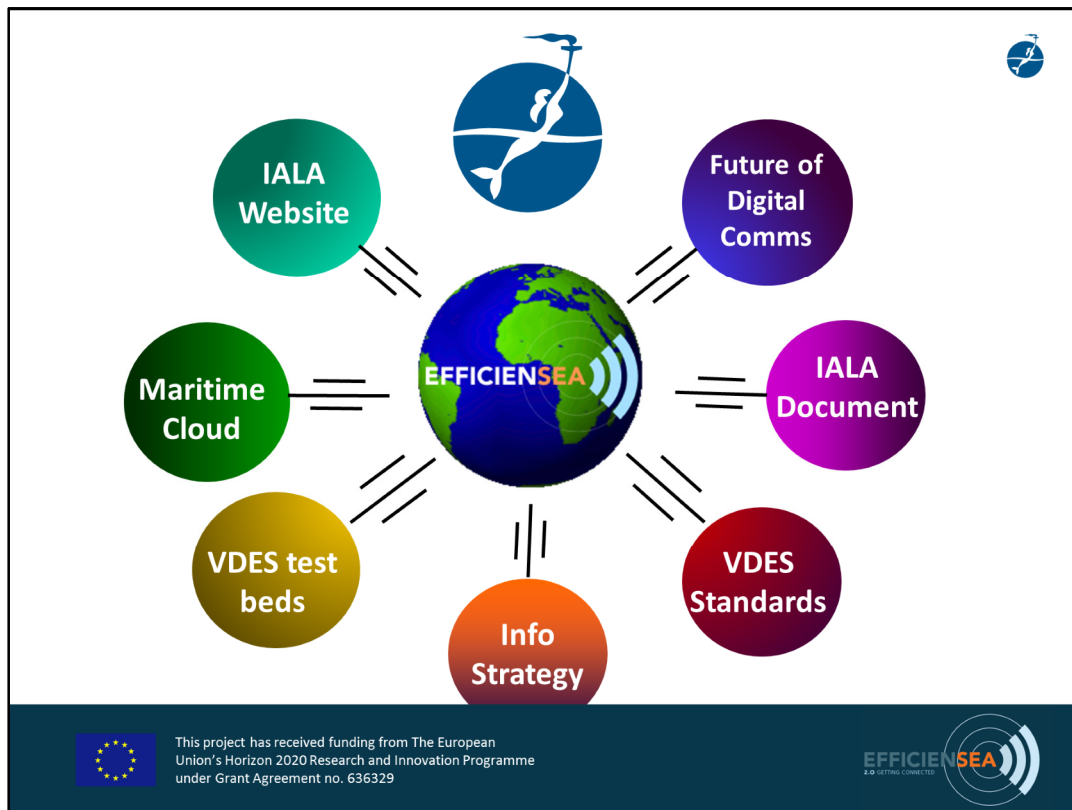 IALA
Website
Future of
Digital
Comms
EFFICIENSEA
Maritime
Cloud
IALA
Document
VDES test
beds
VDES
Standards
Info
Strategy
This project has received funding from The European
Union's Horizon 2020 Research and Innovation Programme
under Grant Agreement no. 636329
EFFICIENSEA
2.0 GETTING CONNECTED